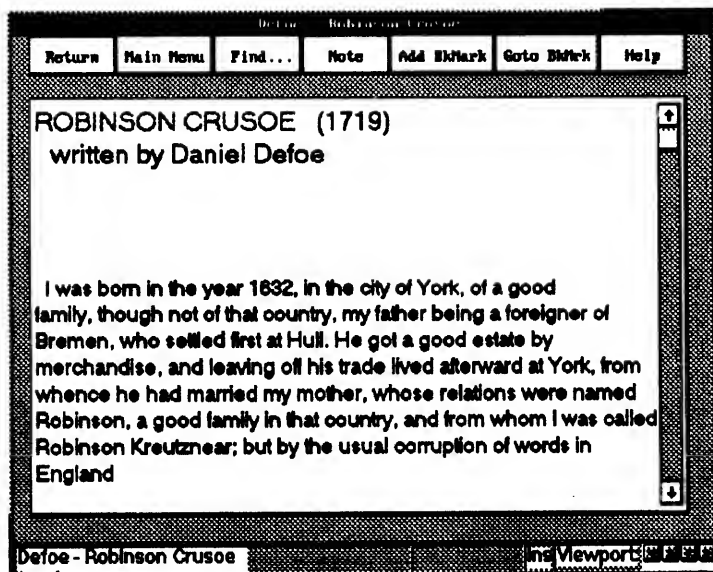 Defoe - Robinson Crusoe
Return Main Menu Find... Note Add BkMark Goto BkMrk Help
ROBINSON CRUSOE (1719)
written by Daniel Defoe
I was born in the year 1632, in the city of York, of a good
family, though not of that country, my father being a foreigner of
Bremen, who settled first at Hull. He got a good estate by
merchandise, and leaving off his trade lived afterward at York, from
whence he had married my mother, whose relations were named
Robinson, a good family in that country, and from whom I was called
Robinson Kreutznear; but by the usual corruption of words in
England
Defoe - Robinson Crusoe Ins Viewport